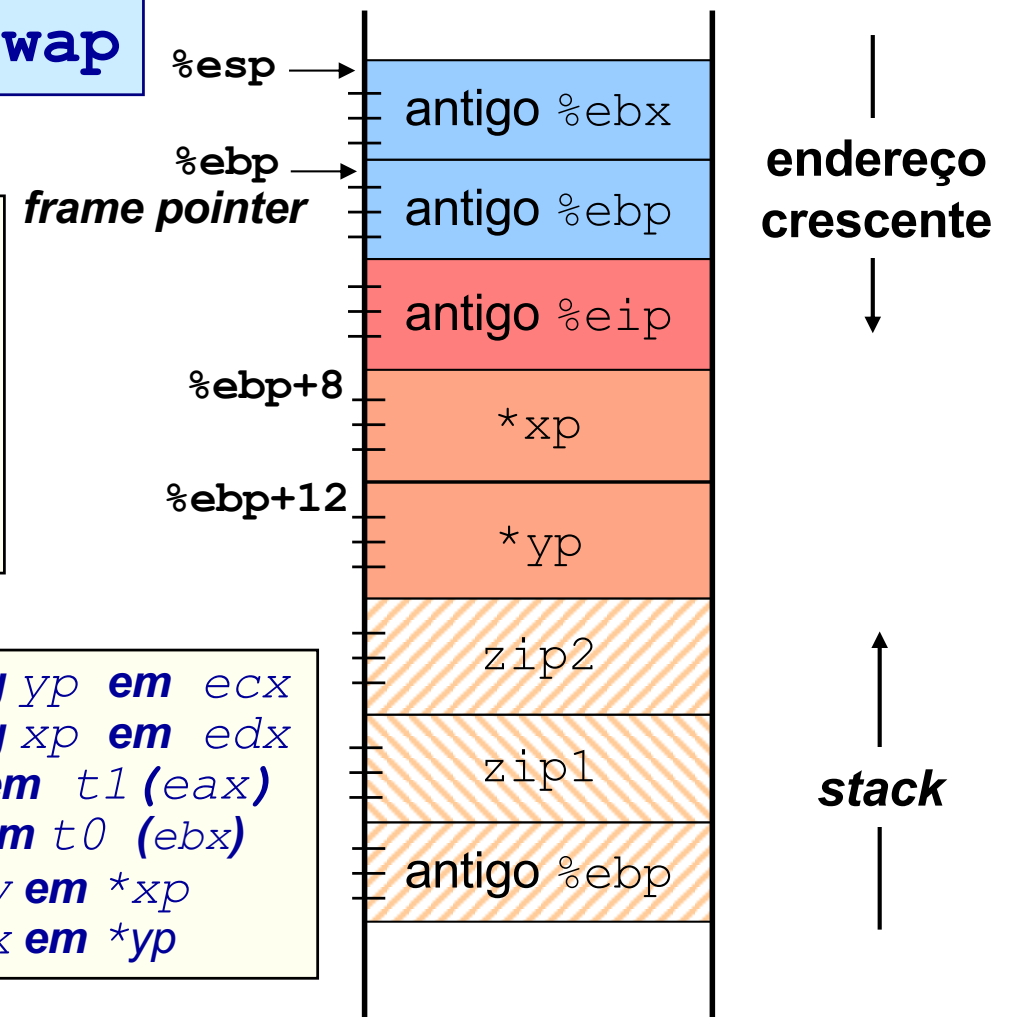 wap
%esp
antigo %ebx
%ebp
frame pointer
antigo %ebp
antigo %eip
%ebp+8
*xp
%ebp+12
*yp
zip2
zip1
antigo %ebp
endereço
crescente
stack
yp em ecx
xp em edx
em t1 (eax)
m t0 (ebx)
em *xp
em *yp